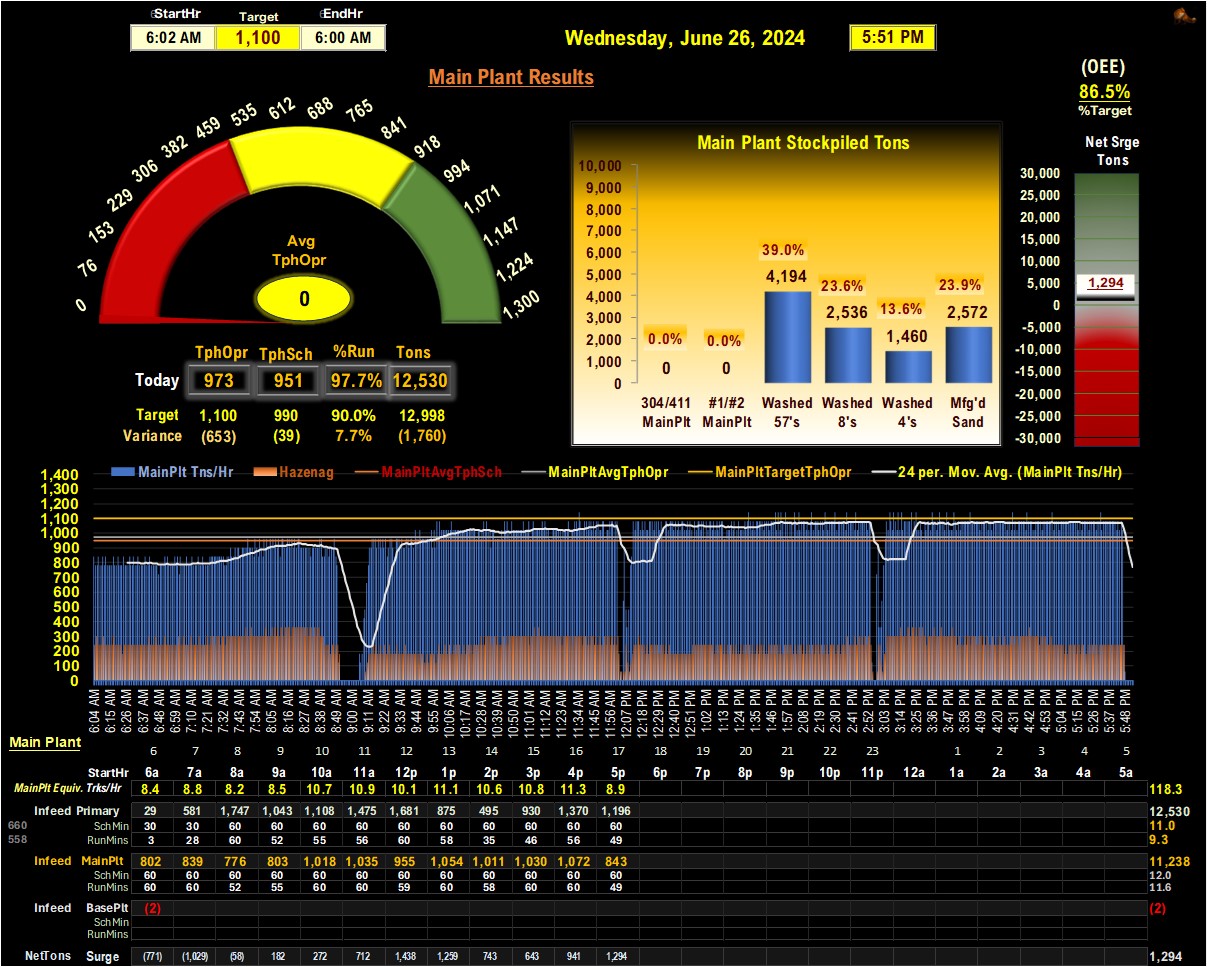 StartHr Target EndHr
6:02 AM 1,100 6:00 AM
Wednesday, June 26, 2024 5:51 PM
Main Plant Results
(OEE)
86.5%
%Target
Net Srge
Tons
0 76 153 229 306 382 459 535 612 688 765 841 918 994 1,071 1,147 1,224 1,300
Avg
TphOpr
0
TphOpr TphSch %Run Tons
Today 973 951 97.7% 12,530
Target 1,100 990 90.0% 12,998
Variance (653) (39) 7.7% (1,760)
Main Plant Stockpiled Tons
10,000
9,000
8,000
7,000
6,000
5,000
4,000
3,000
2,000
1,000
0
0.0% 0.0% 39.0% 23.6% 13.6% 23.9%
0 0 4,194 2,536 1,460 2,572
304/411 #1/#2 Washed Washed Washed Mfg'd
MainPlt MainPlt 57's 8's 4's Sand
30,000
25,000
20,000
15,000
10,000
5,000
0
-5,000
-10,000
-15,000
-20,000
-25,000
-30,000
1,294
MainPlt Tns/Hr Hazenag MainPltAvgTphSch MainPltAvgTphOpr MainPltTargetTphOpr 24 per. Mov. Avg. (MainPlt Tns/Hr)
1,400
1,300
1,200
1,100
1,000
900
800
700
600
500
400
300
200
100
0
6:04 AM 6:15 AM 6:26 AM 6:37 AM 6:48 AM 6:59 AM 7:10 AM 7:21 AM 7:32 AM 7:43 AM 7:54 AM 8:05 AM 8:16 AM 8:27 AM 8:38 AM 8:49 AM 9:00 AM 9:11 AM 9:22 AM 9:33 AM 9:44 AM 9:55 AM 10:06 AM 10:17 AM 10:28 AM 10:39 AM 10:50 AM 11:01 AM 11:12 AM 11:23 AM 11:34 AM 11:45 AM 11:56 AM 12:07 PM 12:18 PM 12:29 PM 12:40 PM 12:51 PM 1:02 PM 1:13 PM 1:24 PM 1:35 PM 1:46 PM 1:57 PM 2:08 PM 2:19 PM 2:30 PM 2:41 PM 2:52 PM 3:03 PM 3:14 PM 3:25 PM 3:36 PM 3:47 PM 3:58 PM 4:09 PM 4:20 PM 4:31 PM 4:42 PM 4:53 PM 5:04 PM 5:15 PM 5:26 PM 5:37 PM 5:48 PM
Main Plant 6 7 8 9 10 11 12 13 14 15 16 17 18 19 20 21 22 23 1 2 3 4 5
StartHr 6a 7a 8a 9a 10a 11a 12p 1p 2p 3p 4p 5p 6p 7p 8p 9p 10p 11p 12a 1a 2a 3a 4a 5a
MainPlt Equiv. Trks/Hr 8.4 8.8 8.2 8.5 10.7 10.9 10.1 11.1 10.6 10.8 11.3 8.9 118.3
Infeed Primary 29 581 1,747 1,043 1,108 1,475 1,681 875 495 930 1,370 1,196 12,530
660 SchMin 30 30 60 60 60 60 60 60 60 60 60 60 11.0
558 RunMins 3 28 60 52 55 56 60 58 35 46 56 49 9.3
Infeed MainPlt 802 839 776 803 1,018 1,035 955 1,054 1,011 1,030 1,072 843 11,238
SchMin 60 60 60 60 60 60 60 60 60 60 60 60 12.0
RunMins 60 60 52 55 60 60 59 60 58 60 60 49 11.6
Infeed BasePlt (2) (2)
SchMin
RunMins
NetTons Surge (771) (1,029) (58) 182 272 712 1,438 1,259 743 643 941 1,294 1,294